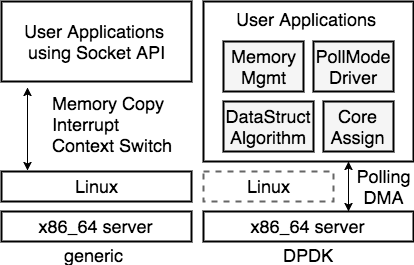 User Applications
using Socket API
Memory Copy
Interrupt
Context Switch
Linux
x86_64 server
generic
User Applications
Memory
Mgmt
PollMode
Driver
DataStruct
Algorithm
Core
Assign
Linux
Polling
DMA
x86_64 server
DPDK